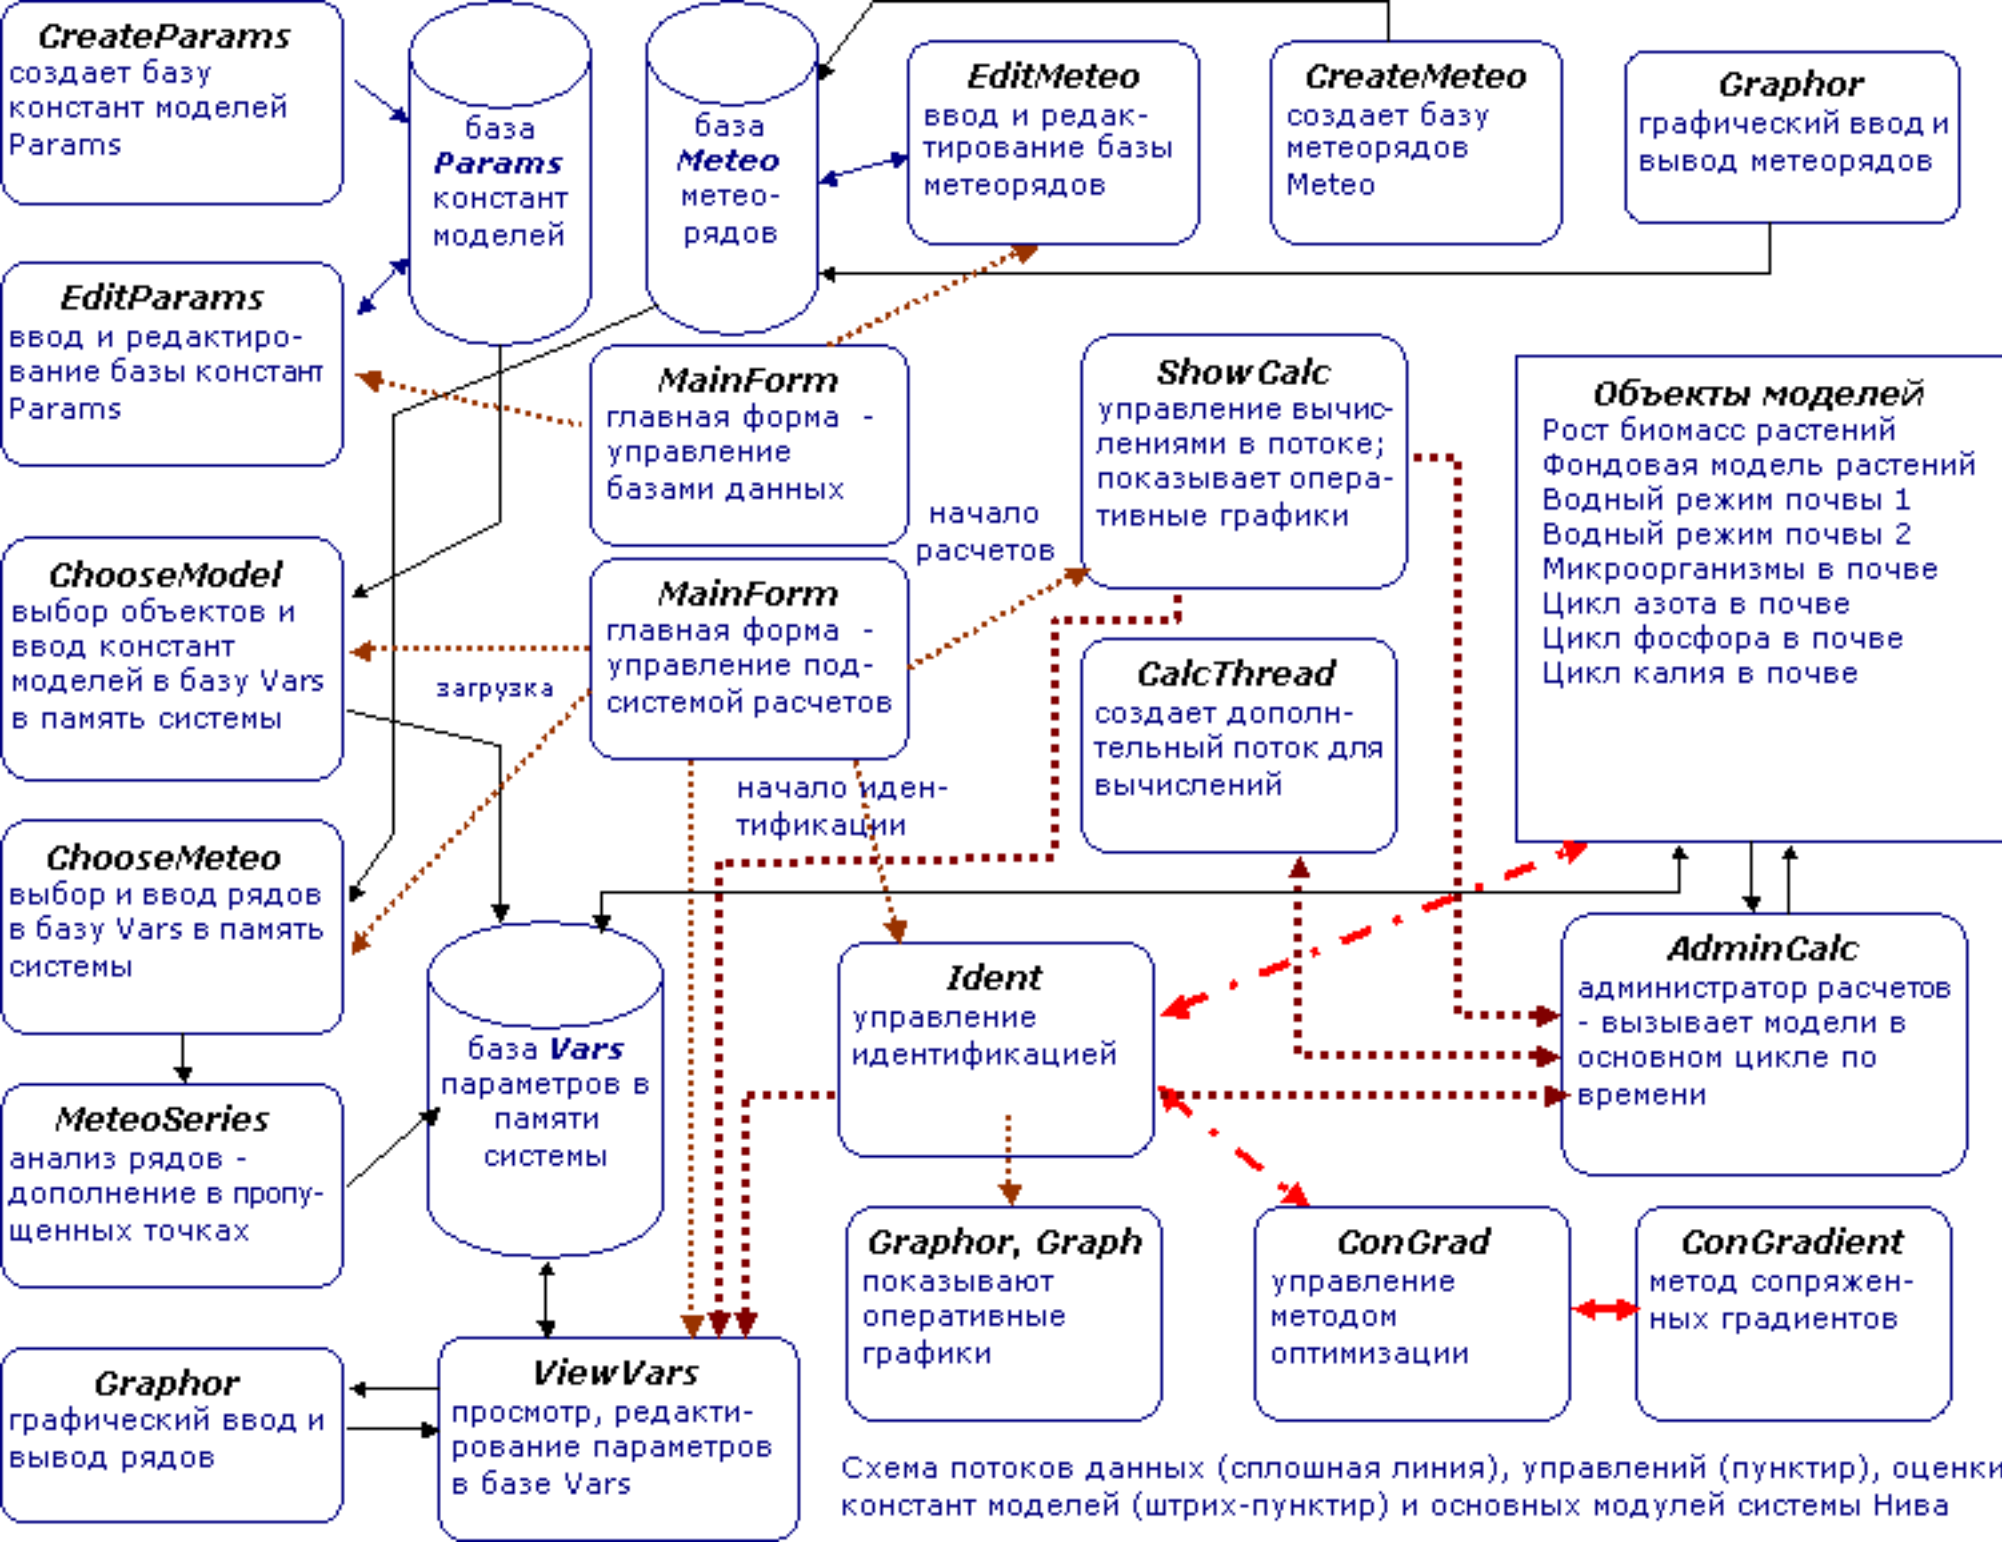 CreateParams
создает базу
констант моделей
Params
база
Params
констант
моделей
база
Meteo
метео-
рядов
EditMeteo
ввод и редак-
тирование базы
метеорядов
CreateMeteo
создает базу
метеорядов
Meteo
Graphor
графический ввод и
вывод метеорядов
EditParams
ввод и редактиро-
вание базы констант
Params
MainForm
главная форма -
управление
базами данных
ShowCalc
управление вычис-
лениями в потоке;
показывает опера-
тивные графики
Объекты моделей
Рост биомасс растений
Фондовая модель растений
Водный режим почвы 1
Водный режим почвы 2
Микроорганизмы в почве
Цикл азота в почве
Цикл фосфора в почве
Цикл калия в почве
начало
расчетов
ChooseModel
выбор объектов и
ввод констант
моделей в базу Vars
в память системы
MainForm
главная форма -
управление под-
системой расчетов
загрузка
CalcThread
создает дополн-
тельный поток для
вычислений
начало иден-
тификации
ChooseMeteo
выбор и ввод рядов
в базу Vars в память
системы
база Vars
параметров в
памяти
системы
Ident
управление
идентификацией
AdminCalc
администратор расчетов
- вызывает модели в
основном цикле по
времени
MeteoSeries
анализ рядов -
дополнение в пропу-
щенных точках
Graphor, Graph
показывают
оперативные
графики
ConGrad
управление
методом
оптимизации
ConGradient
метод сопряжен-
ных градиентов
Graphor
графический ввод и
вывод рядов
ViewVars
просмотр, редакти-
рование параметров
в базе Vars
Схема потоков данных (сплошная линия), управлений (пунктир), оценки
констант моделей (штрих-пунктир) и основных модулей системы Нива